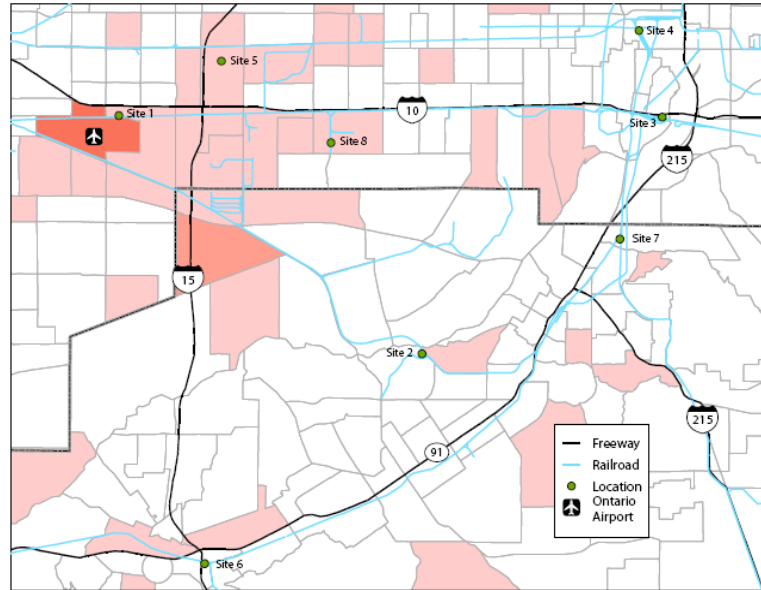 Site 4
Site 5
Site 1
10
Site 3
Site 8
215
Site 7
15
Site 2
215
91
Freeway
Railroad
Location
Ontario
Airport
Site 6